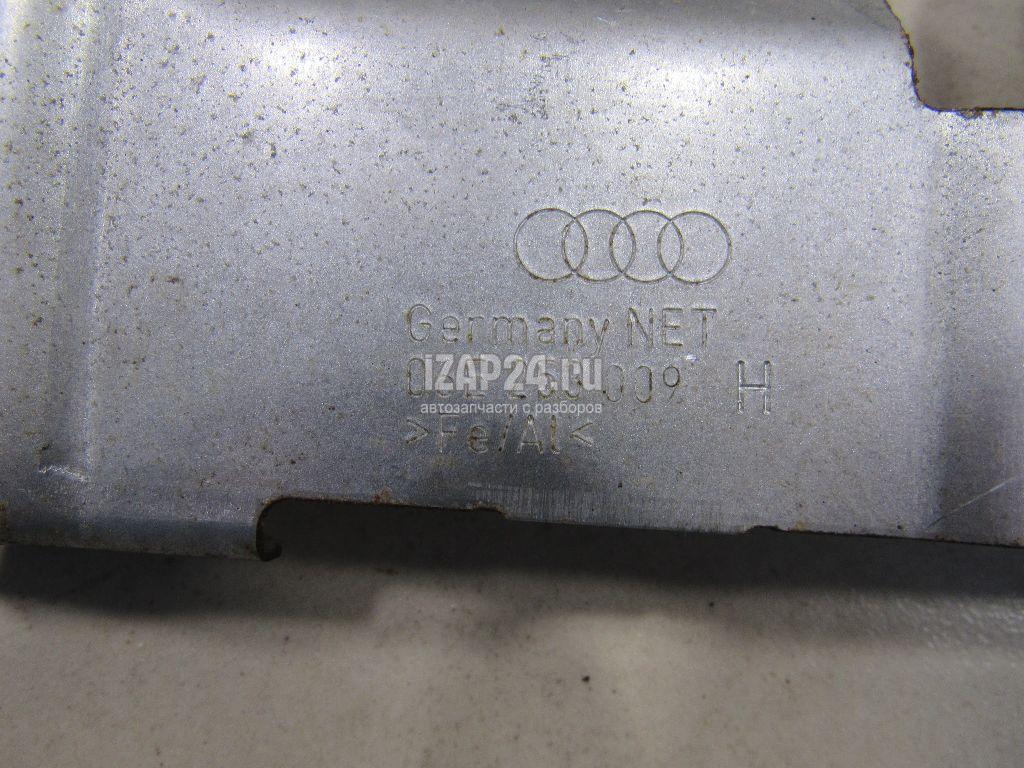 Germany NET
009 H
iZAP24.ru
автозапчасти с разборов
>Fe/Al<